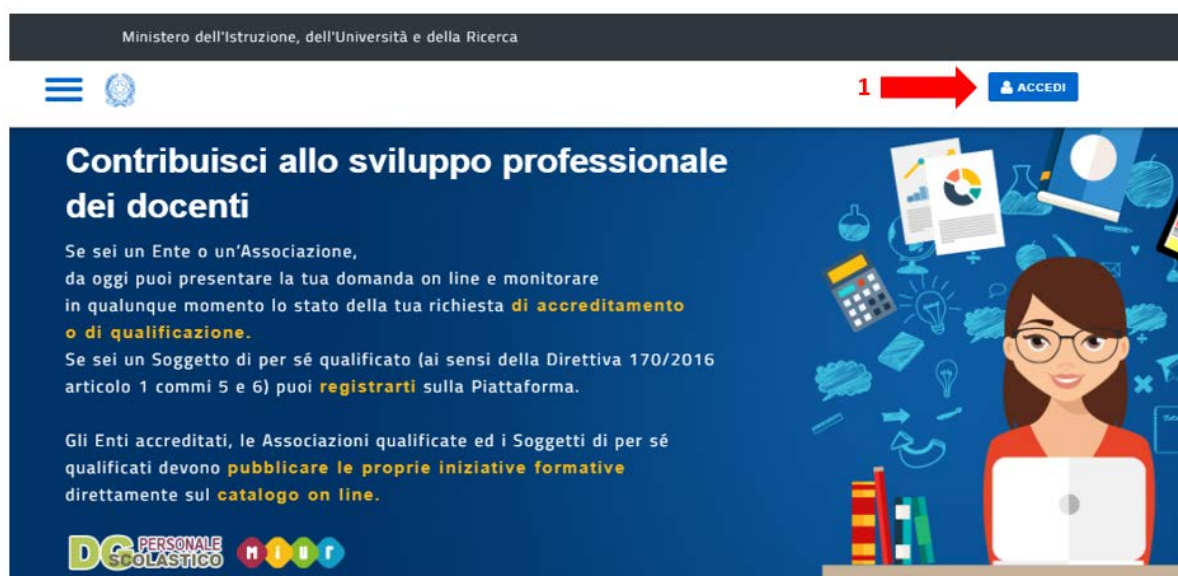 Ministero dell'Istruzione, dell'Università e della Ricerca
1
ACCEDI
Contribuisci allo sviluppo professionale
dei docenti
Se sei un Ente o un'Associazione,
da oggi puoi presentare la tua domanda on line e monitorare
in qualunque momento lo stato della tua richiesta di accreditamento
o di qualificazione.
Se sei un Soggetto di per sé qualificato (ai sensi della Direttiva 170/2016
articolo 1 commi 5 e 6) puoi registrarti sulla Piattaforma.
Gli Enti accreditati, le Associazioni qualificate ed i Soggetti di per sé
qualificati devono pubblicare le proprie iniziative formative
direttamente sul catalogo on line.
DG PERSONALE
SCOLASTICO
miur